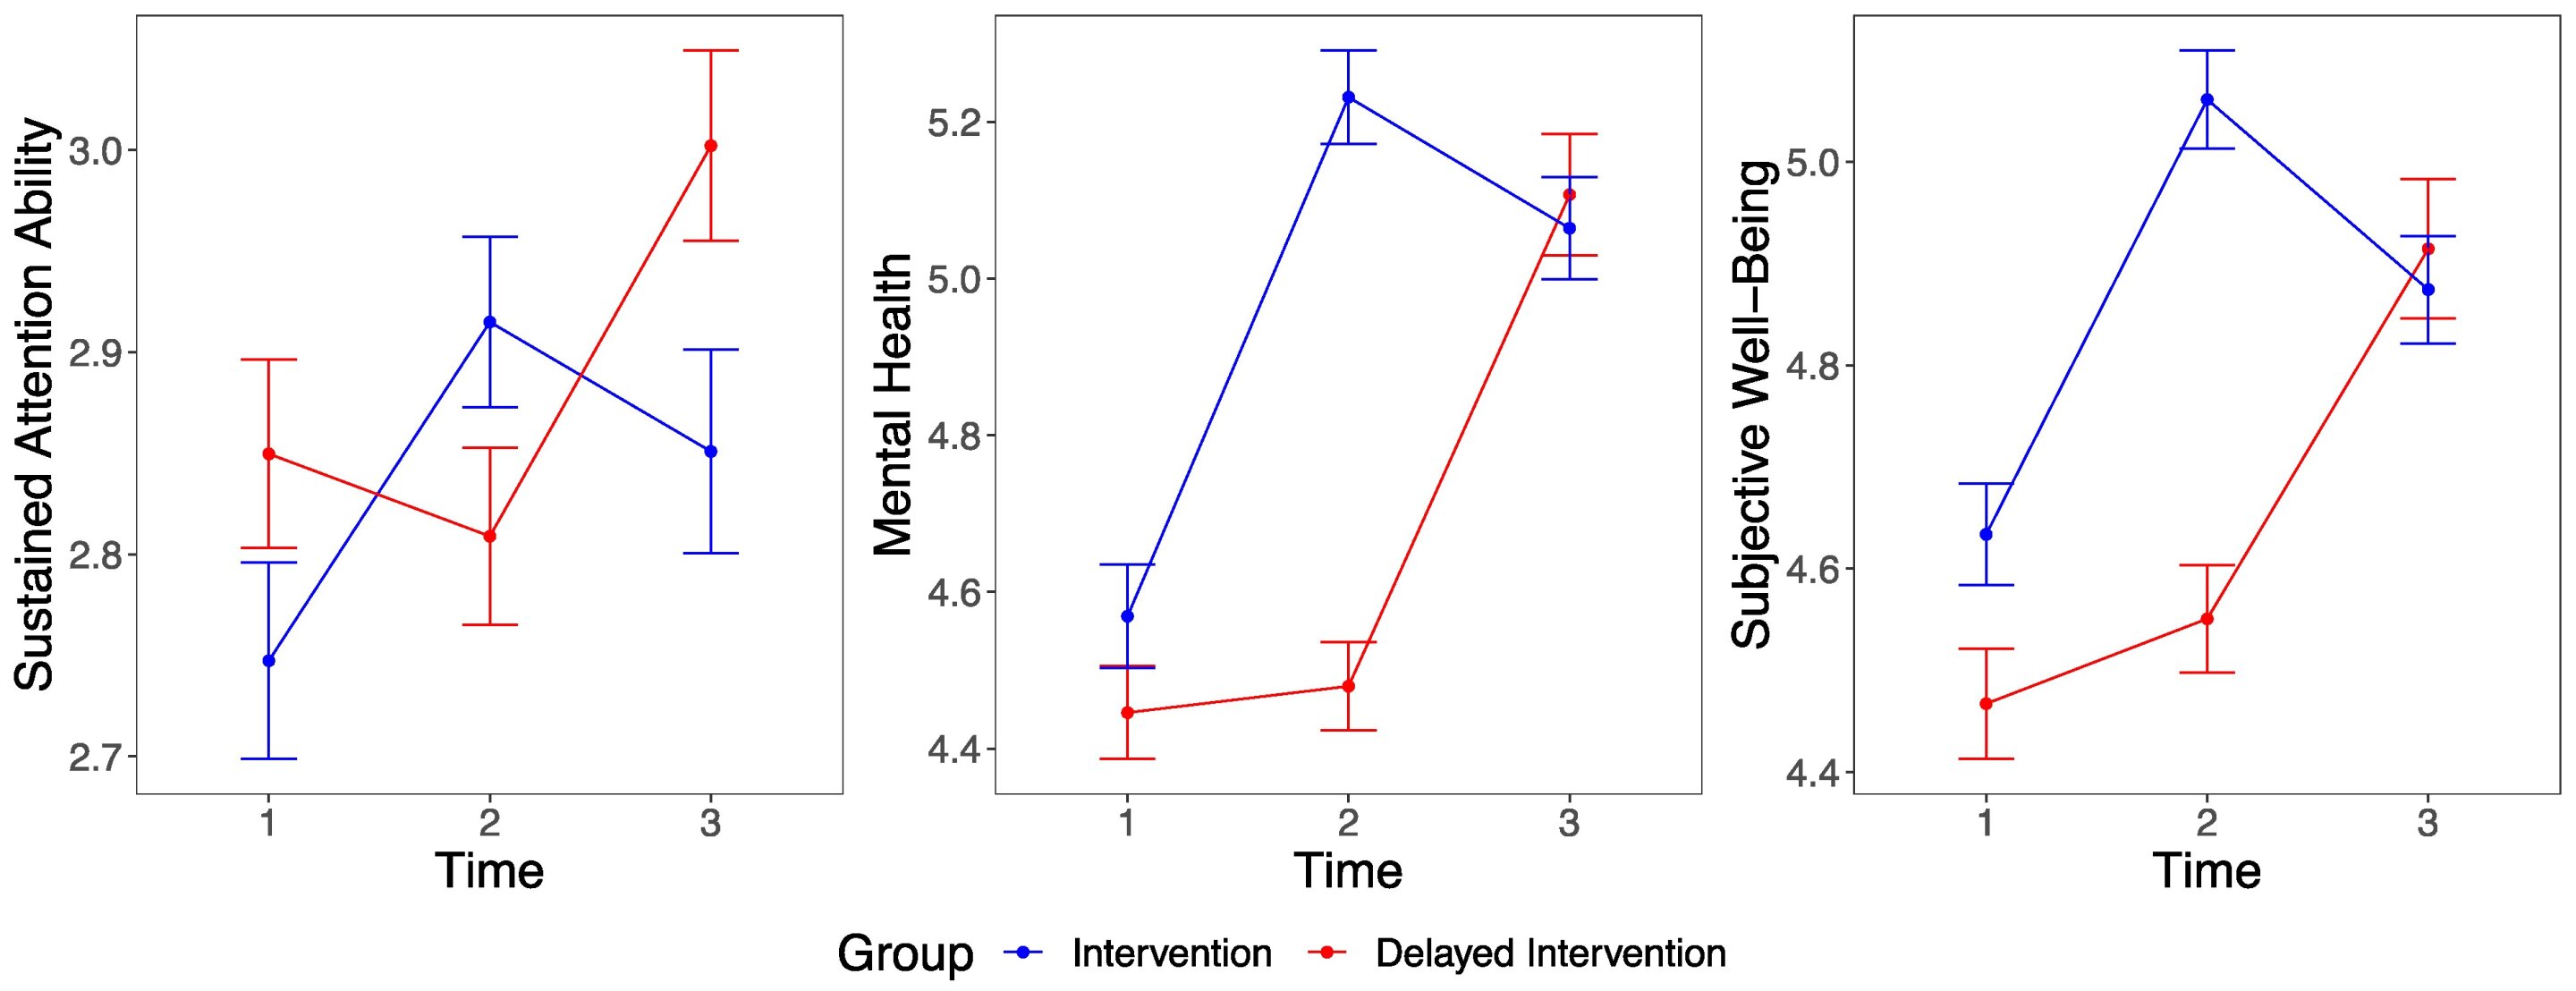 Sustained Attention Ability
3.0
2.9
2.8
2.7
1 2 3
Time
Mental Health
5.2
5.0
4.8
4.6
4.4
1 2 3
Time
Subjective Well–Being
5.0
4.8
4.6
4.4
1 2 3
Time
Group Intervention Delayed Intervention